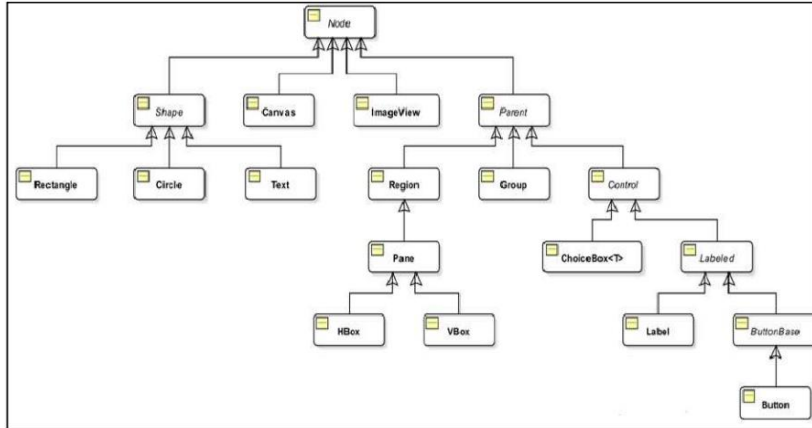 Node
Shape
Canvas
ImageView
Parent
Rectangle
Circle
Text
Region
Group
Control
Pane
ChoiceBox<T>
Labeled
HBox
VBox
Label
ButtonBase
Button